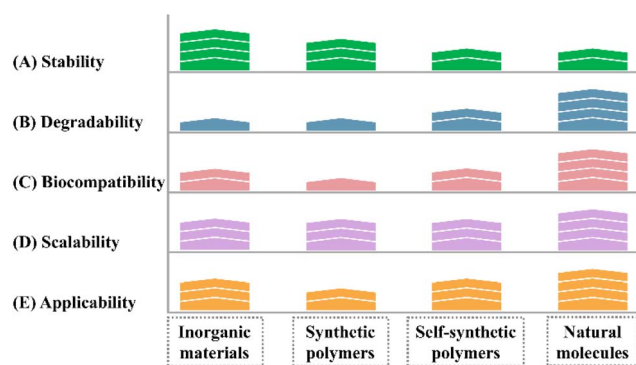 (A) Stability
(B) Degradability
(C) Biocompatibility
(D) Scalability
(E) Applicability
Inorganic
materials
Synthetic
polymers
Self-synthetic
polymers
Natural
molecules